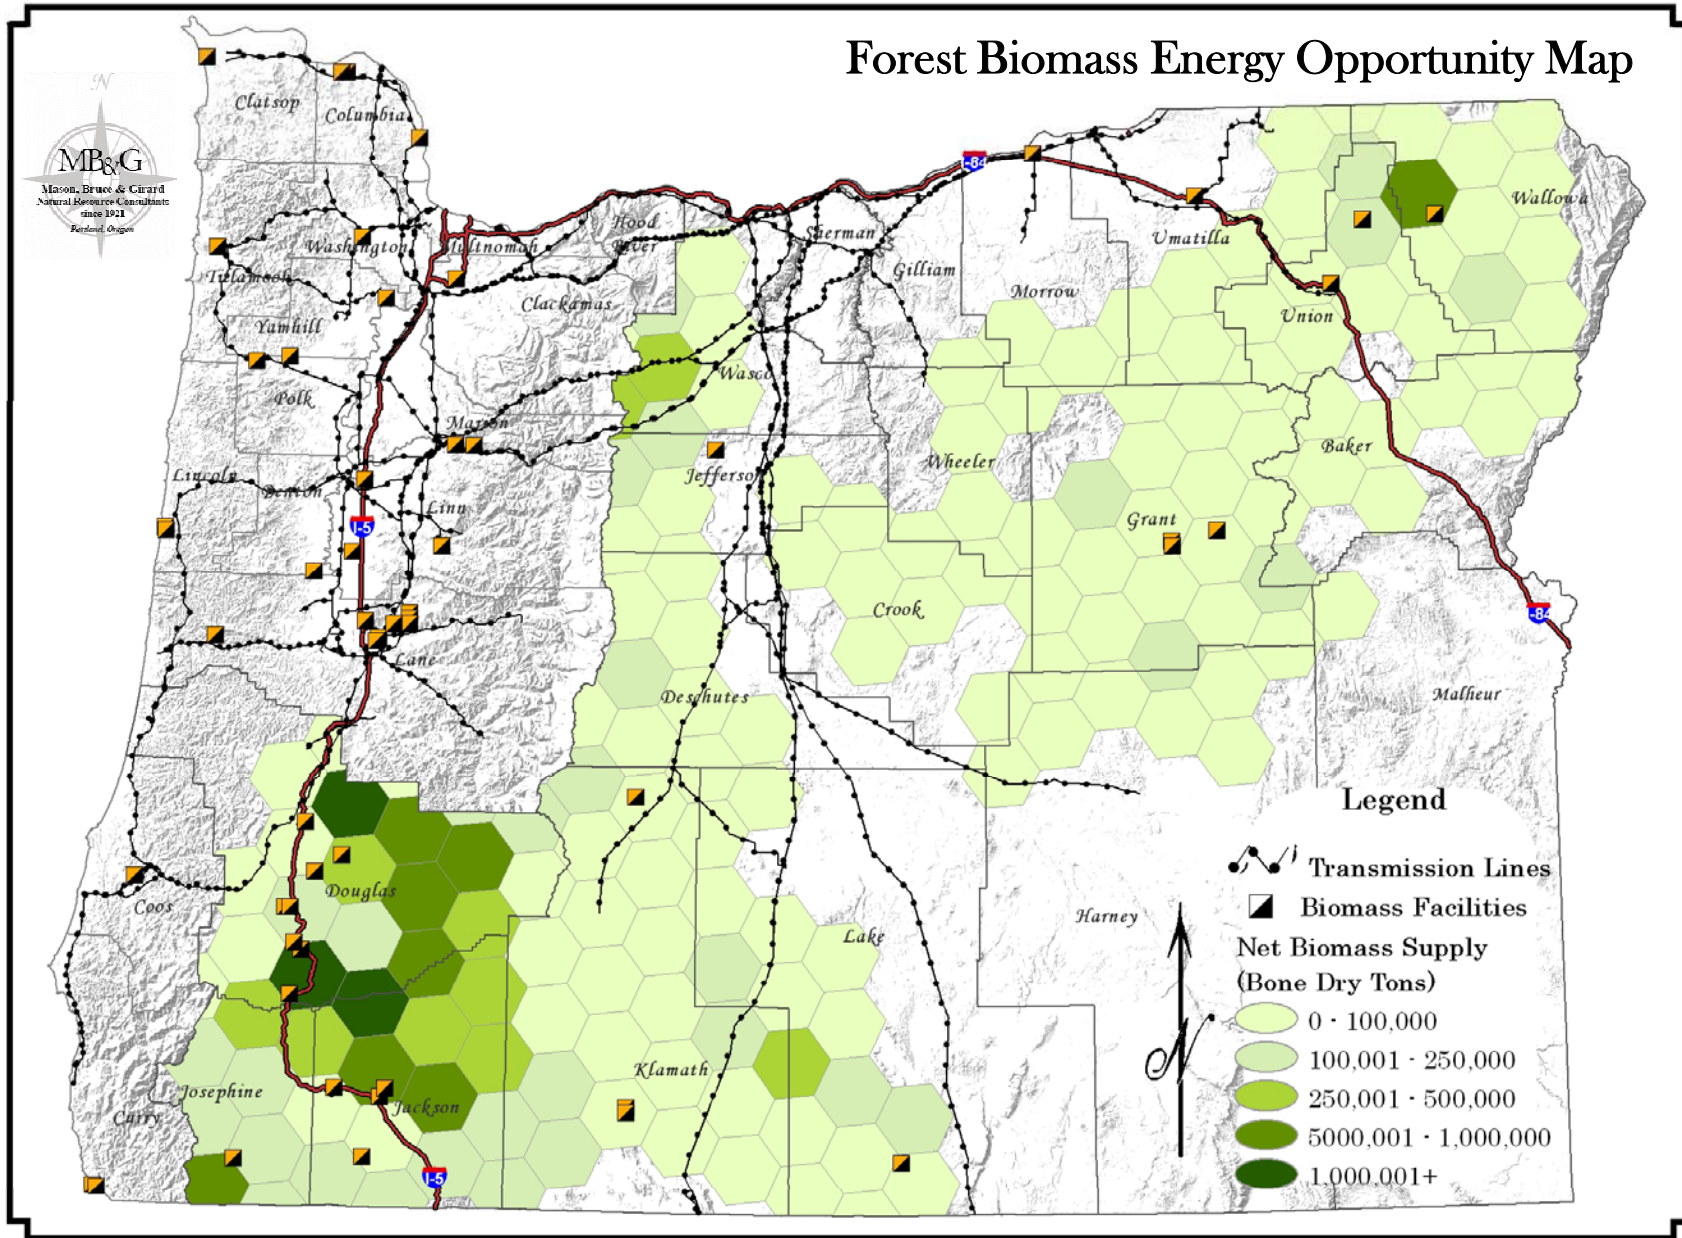 Forest Biomass Energy Opportunity Map
N
MB&G
Mason, Bruce & Girard
Natural Resource Consultants
since 1921
Portland, Oregon
Clatsop
Columbia
I-84
Hood
River
Wallowa
Washington
Multnomah
Sherman
Umatilla
Tillamook
Gilliam
Clackamas
Morrow
Yamhill
Union
Wasco
Polk
Marion
Baker
Lincoln
Benton
Jefferson
Wheeler
Linn
I-5
Grant
Crook
I-84
Lane
Deschutes
Malheur
Legend
Transmission Lines
Biomass Facilities
Net Biomass Supply
(Bone Dry Tons)
0 - 100,000
100,001 - 250,000
250,001 - 500,000
5000,001 - 1,000,000
1,000,001+
Douglas
Coos
Lake
Harney
N
Klamath
Josephine
Jackson
Curry
I-5